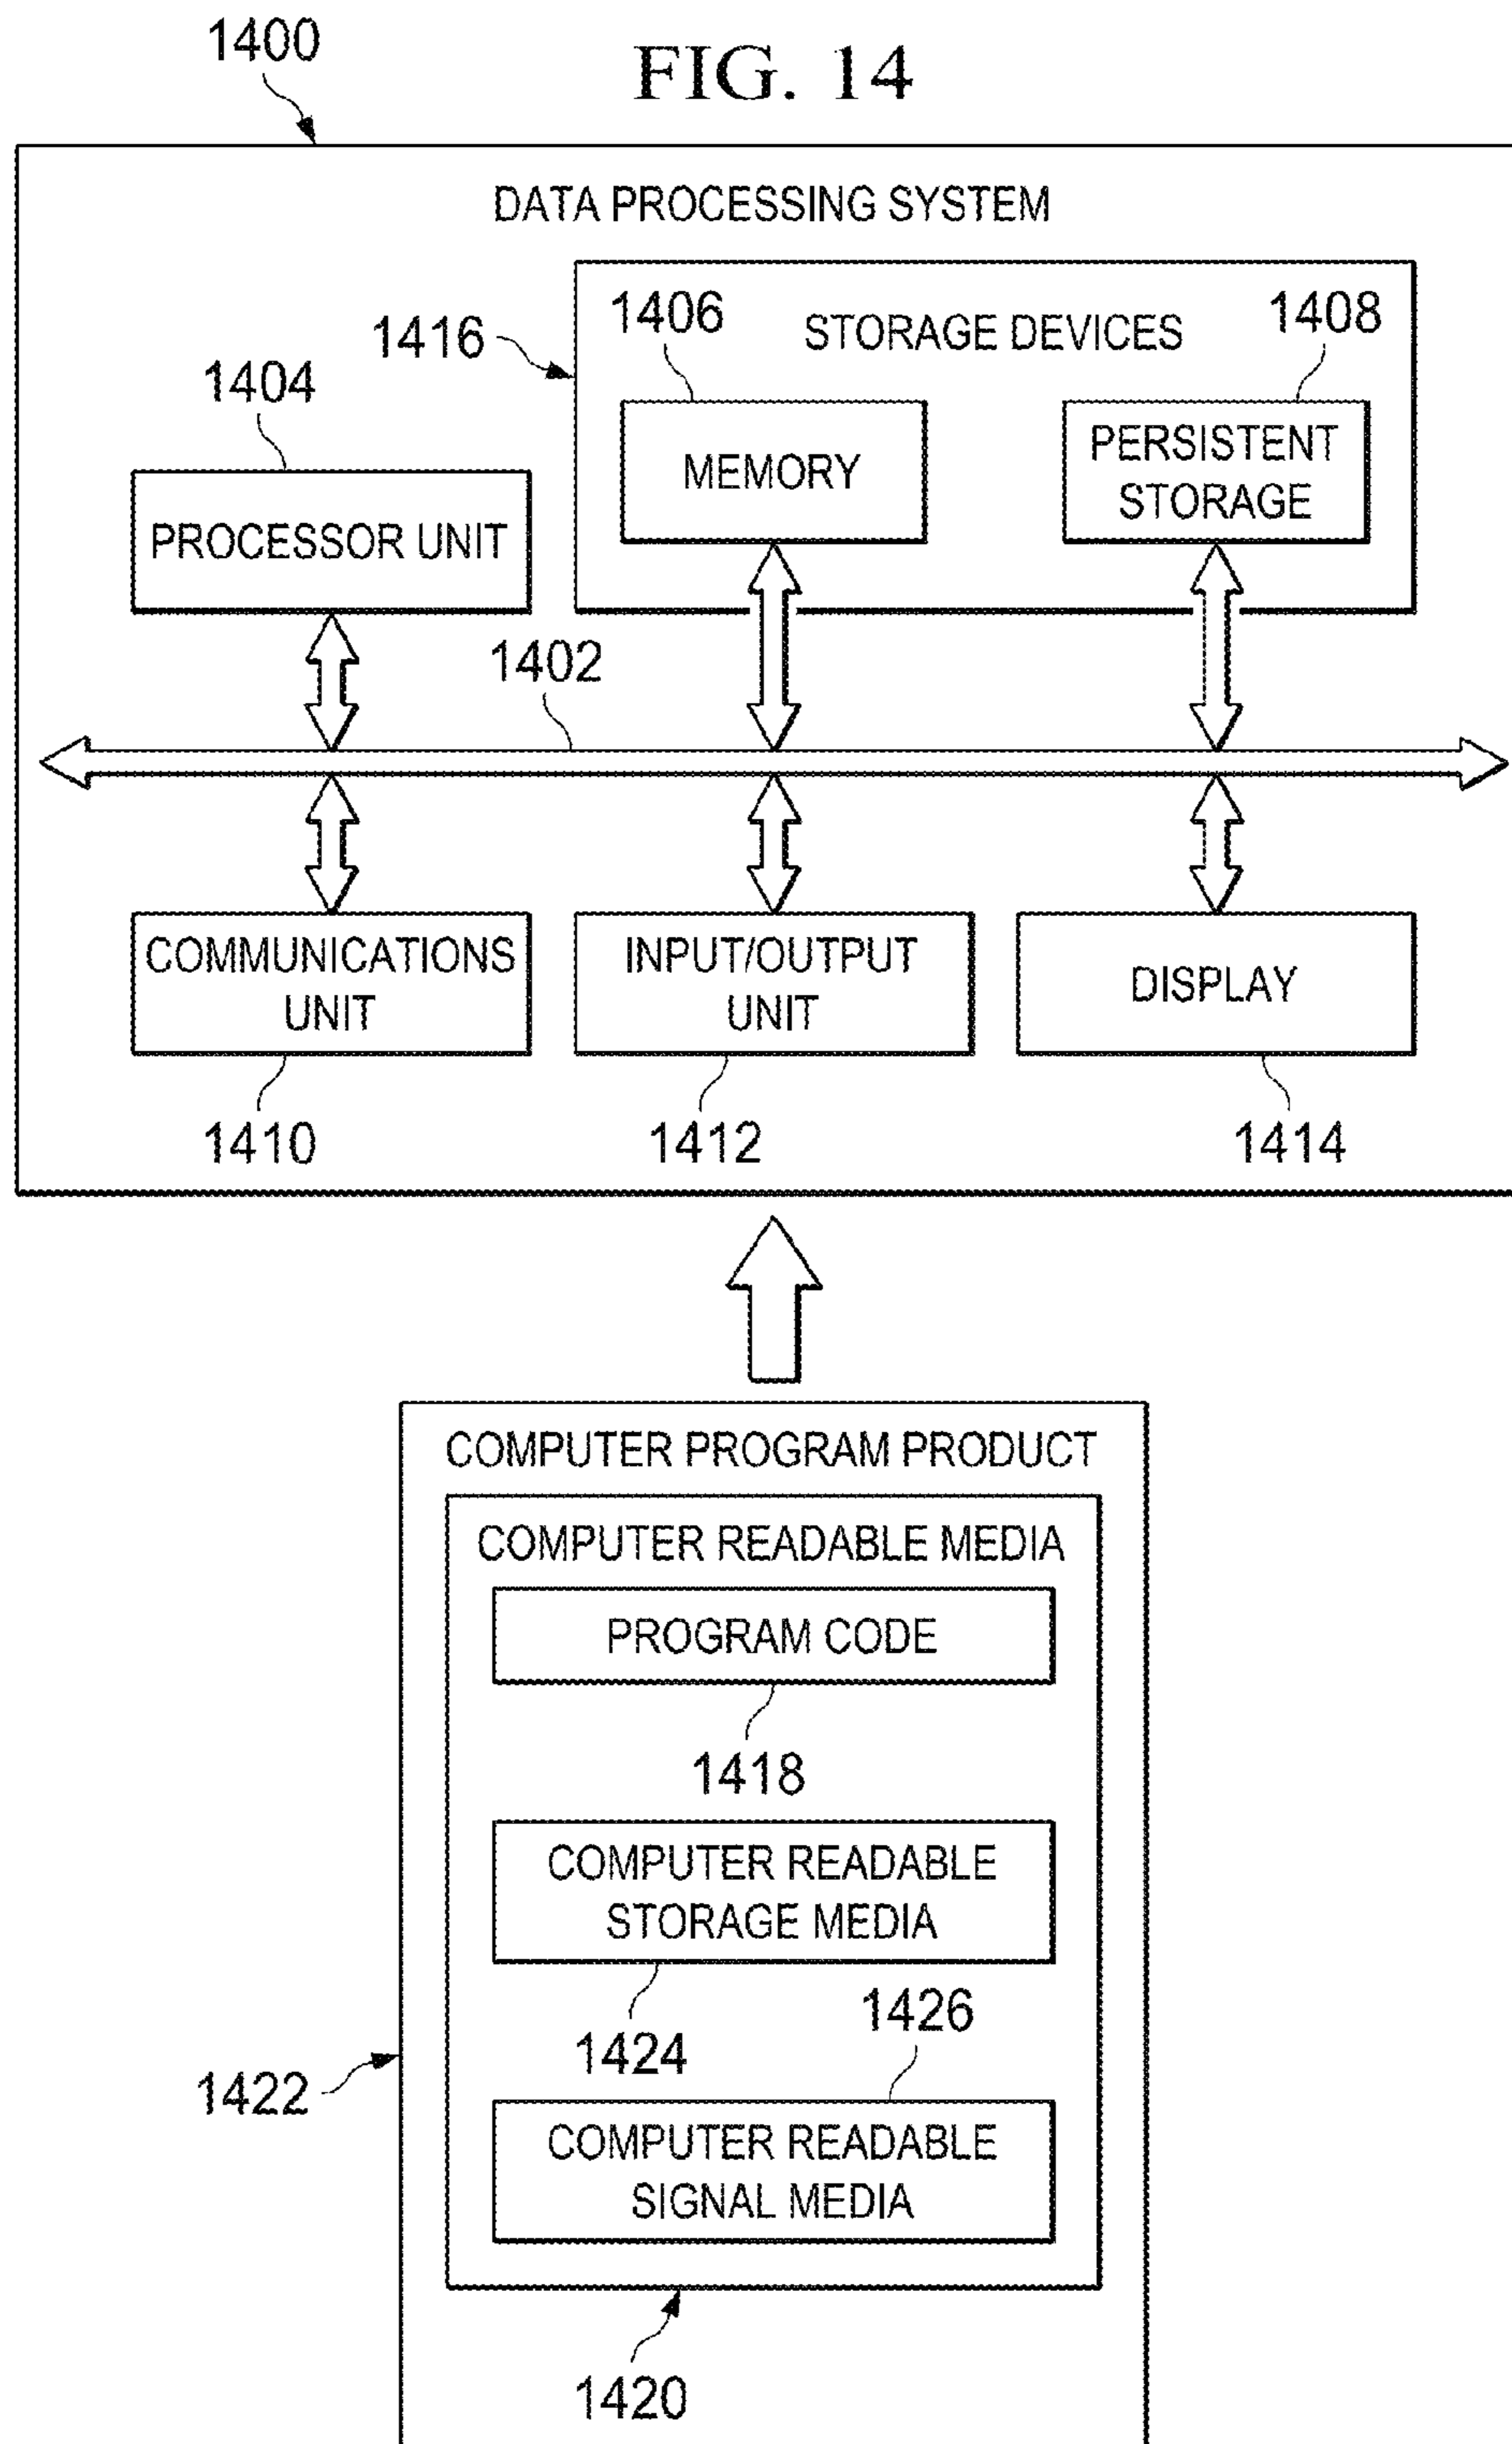 1400
FIG. 14
DATA PROCESSING SYSTEM
1416
1406
STORAGE DEVICES
1408
1404
MEMORY
PERSISTENT
STORAGE
PROCESSOR UNIT
1402
COMMUNICATIONS
UNIT
INPUT/OUTPUT
UNIT
DISPLAY
1410
1412
1414
COMPUTER PROGRAM PRODUCT
COMPUTER READABLE MEDIA
PROGRAM CODE
1418
COMPUTER READABLE
STORAGE MEDIA
1424
1426
1422
COMPUTER READABLE
SIGNAL MEDIA
1420